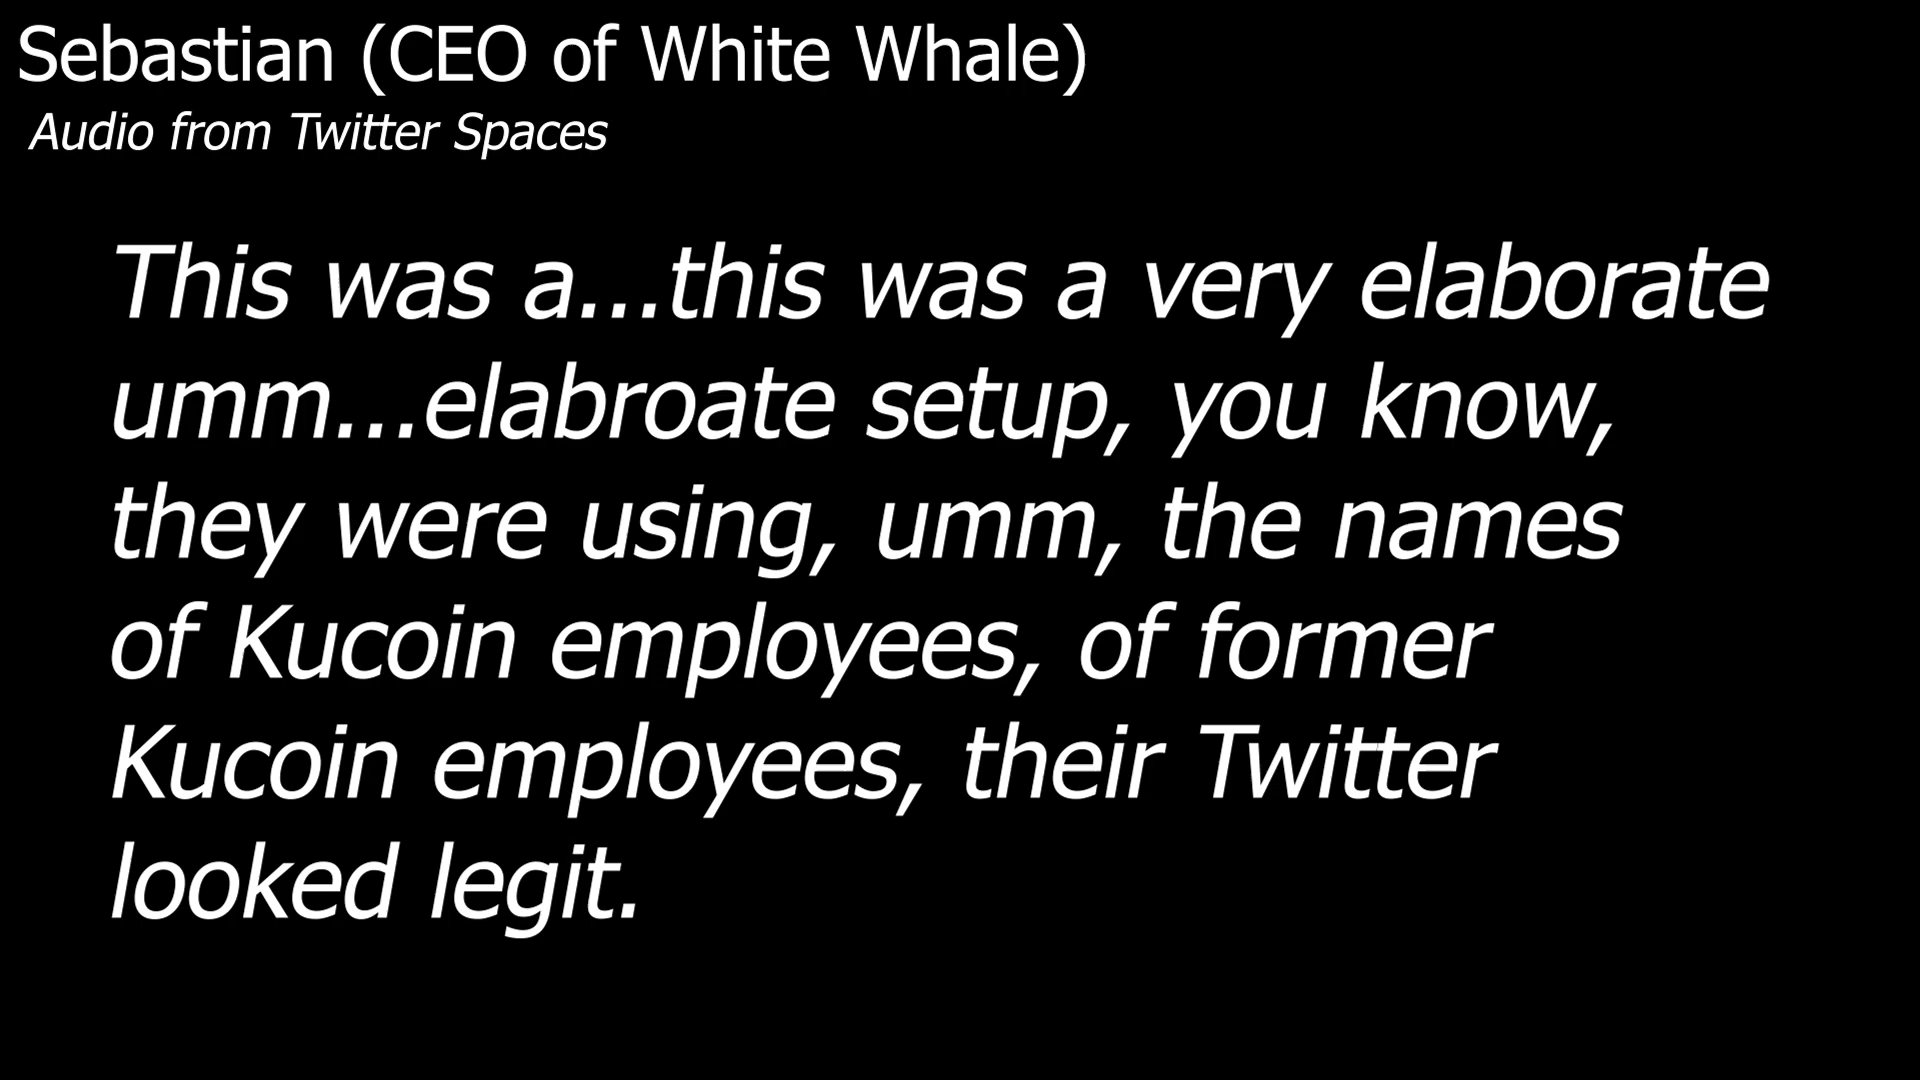 Sebastian (CEO of White Whale)
Audio from Twitter Spaces
This was a...this was a very elaborate
umm...elabroate setup, you know,
they were using, umm, the names
of Kucoin employees, of former
Kucoin employees, their Twitter
looked legit.